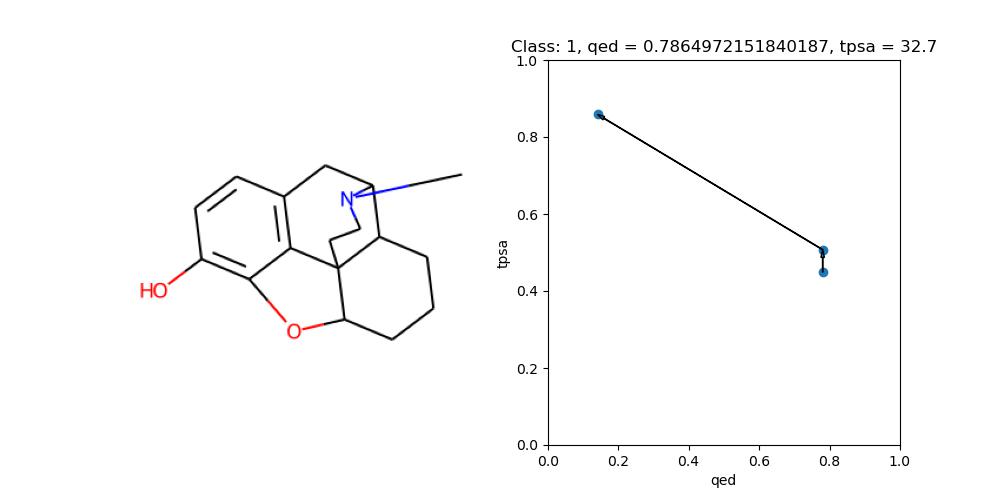 Class: 1, qed = 0.7864972151840187, tpsa = 32.7
1.0
0.8
0.6
0.4
0.2
0.0
tpsa
0.0 0.2 0.4 0.6 0.8 1.0
qed
N
HO
O